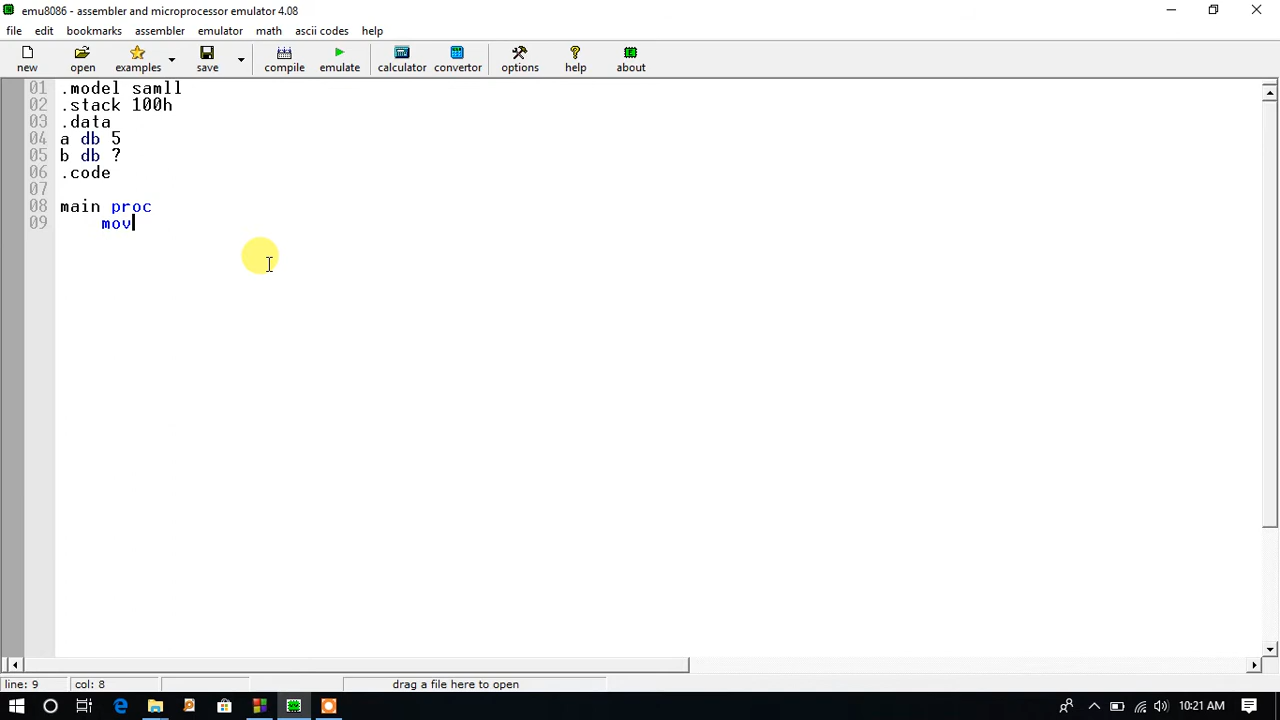 emu8086 - assembler and microprocessor emulator 4.08
file edit bookmarks assembler emulator math ascii codes help
new open examples save compile emulate calculator convertor options help about
01 .model samll
02 .stack 100h
03 .data
04 a db 5
05 b db ?
06 .code
07
08 main proc
09 mov
line: 9 col: 8 drag a file here to open
10:21 AM